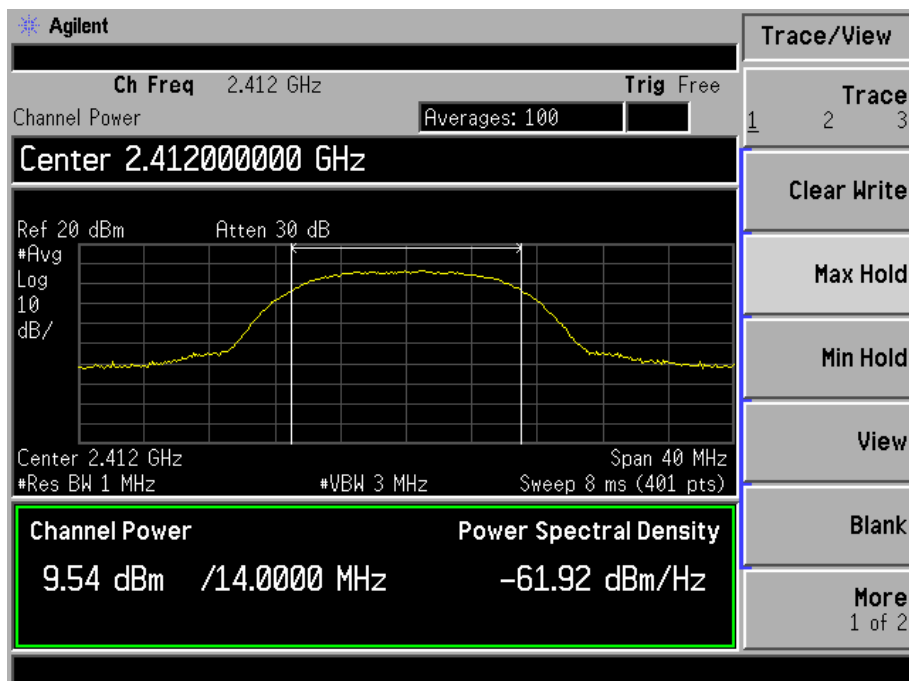 Agilent
Trace/View
Ch Freq 2.412 GHz Trig Free
Channel Power Averages: 100
Center 2.412000000 GHz
Ref 20 dBm Atten 30 dB
#Avg
Log
10
dB/
Center 2.412 GHz Span 40 MHz
#Res BW 1 MHz #VBW 3 MHz Sweep 8 ms (401 pts)
Channel Power Power Spectral Density
9.54 dBm /14.0000 MHz -61.92 dBm/Hz
Trace
1 2 3
Clear Write
Max Hold
Min Hold
View
Blank
More
1 of 2